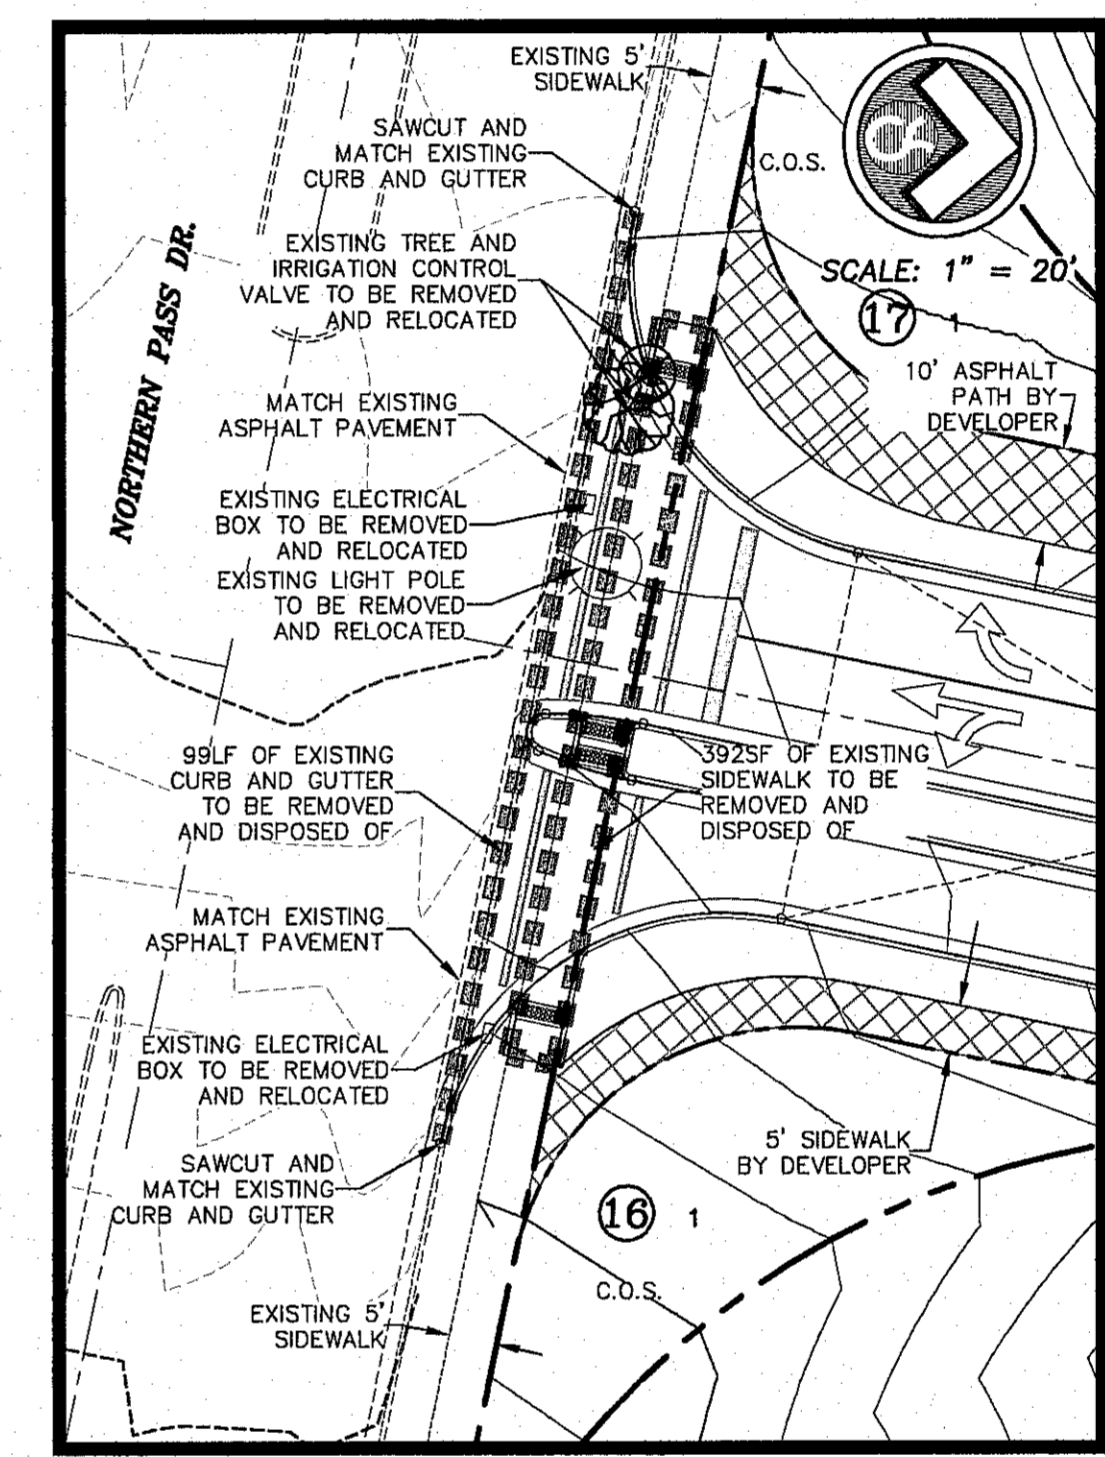 EXISTING 5'
SIDEWALK
SAWCUT AND
MATCH EXISTING
CURB AND GUTTER
C.O.S.
EXISTING TREE AND
IRRIGATION CONTROL
VALVE TO BE REMOVED
AND RELOCATED
SCALE: 1" = 20'
17 1
NORTHERN PASS DR.
10' ASPHALT
PATH BY
DEVELOPER
MATCH EXISTING
ASPHALT PAVEMENT
EXISTING ELECTRICAL
BOX TO BE REMOVED
AND RELOCATED
EXISTING LIGHT POLE
TO BE REMOVED
AND RELOCATED
99LF OF EXISTING
CURB AND GUTTER
TO BE REMOVED
AND DISPOSED OF
392SF OF EXISTING
SIDEWALK TO BE
REMOVED AND
DISPOSED OF
MATCH EXISTING
ASPHALT PAVEMENT
EXISTING ELECTRICAL
BOX TO BE REMOVED
AND RELOCATED
5' SIDEWALK
BY DEVELOPER
SAWCUT AND
MATCH EXISTING
CURB AND GUTTER
16 1
C.O.S.
EXISTING 5'
SIDEWALK